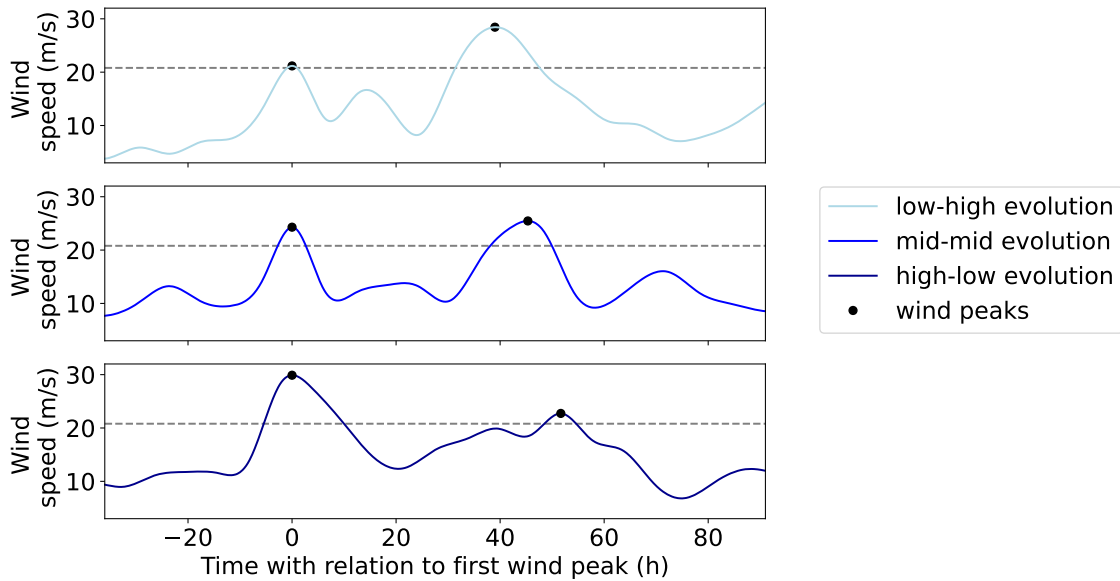 30
20
10
Wind
speed (m/s)
30
20
10
Wind
speed (m/s)
low-high evolution
mid-mid evolution
high-low evolution
wind peaks
30
20
10
Wind
speed (m/s)
−20 0 20 40 60 80
Time with relation to first wind peak (h)